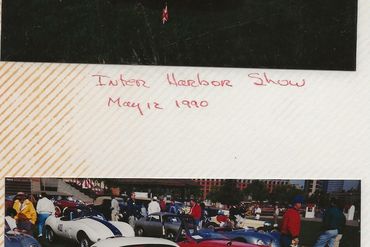 Inter Harbor Show
May 12 1990